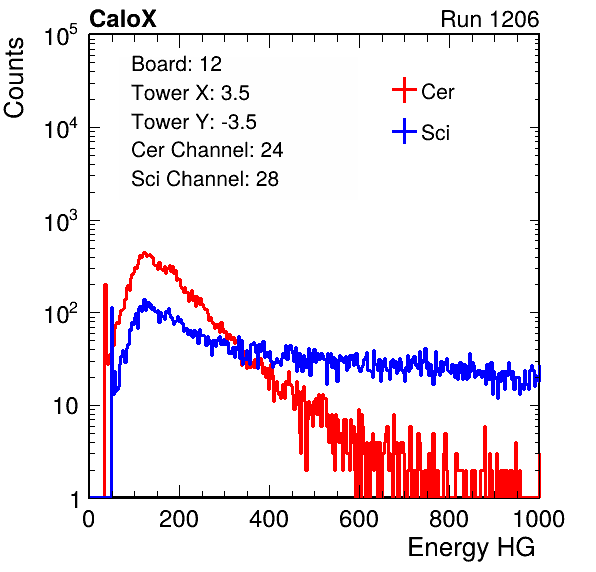 CaloX Run 1206
Counts
Board: 12
Tower X: 3.5
Tower Y: -3.5
Cer Channel: 24
Sci Channel: 28
Cer
Sci
10^5
10^4
10^3
10^2
10
1
0 200 400 600 800 1000
Energy HG